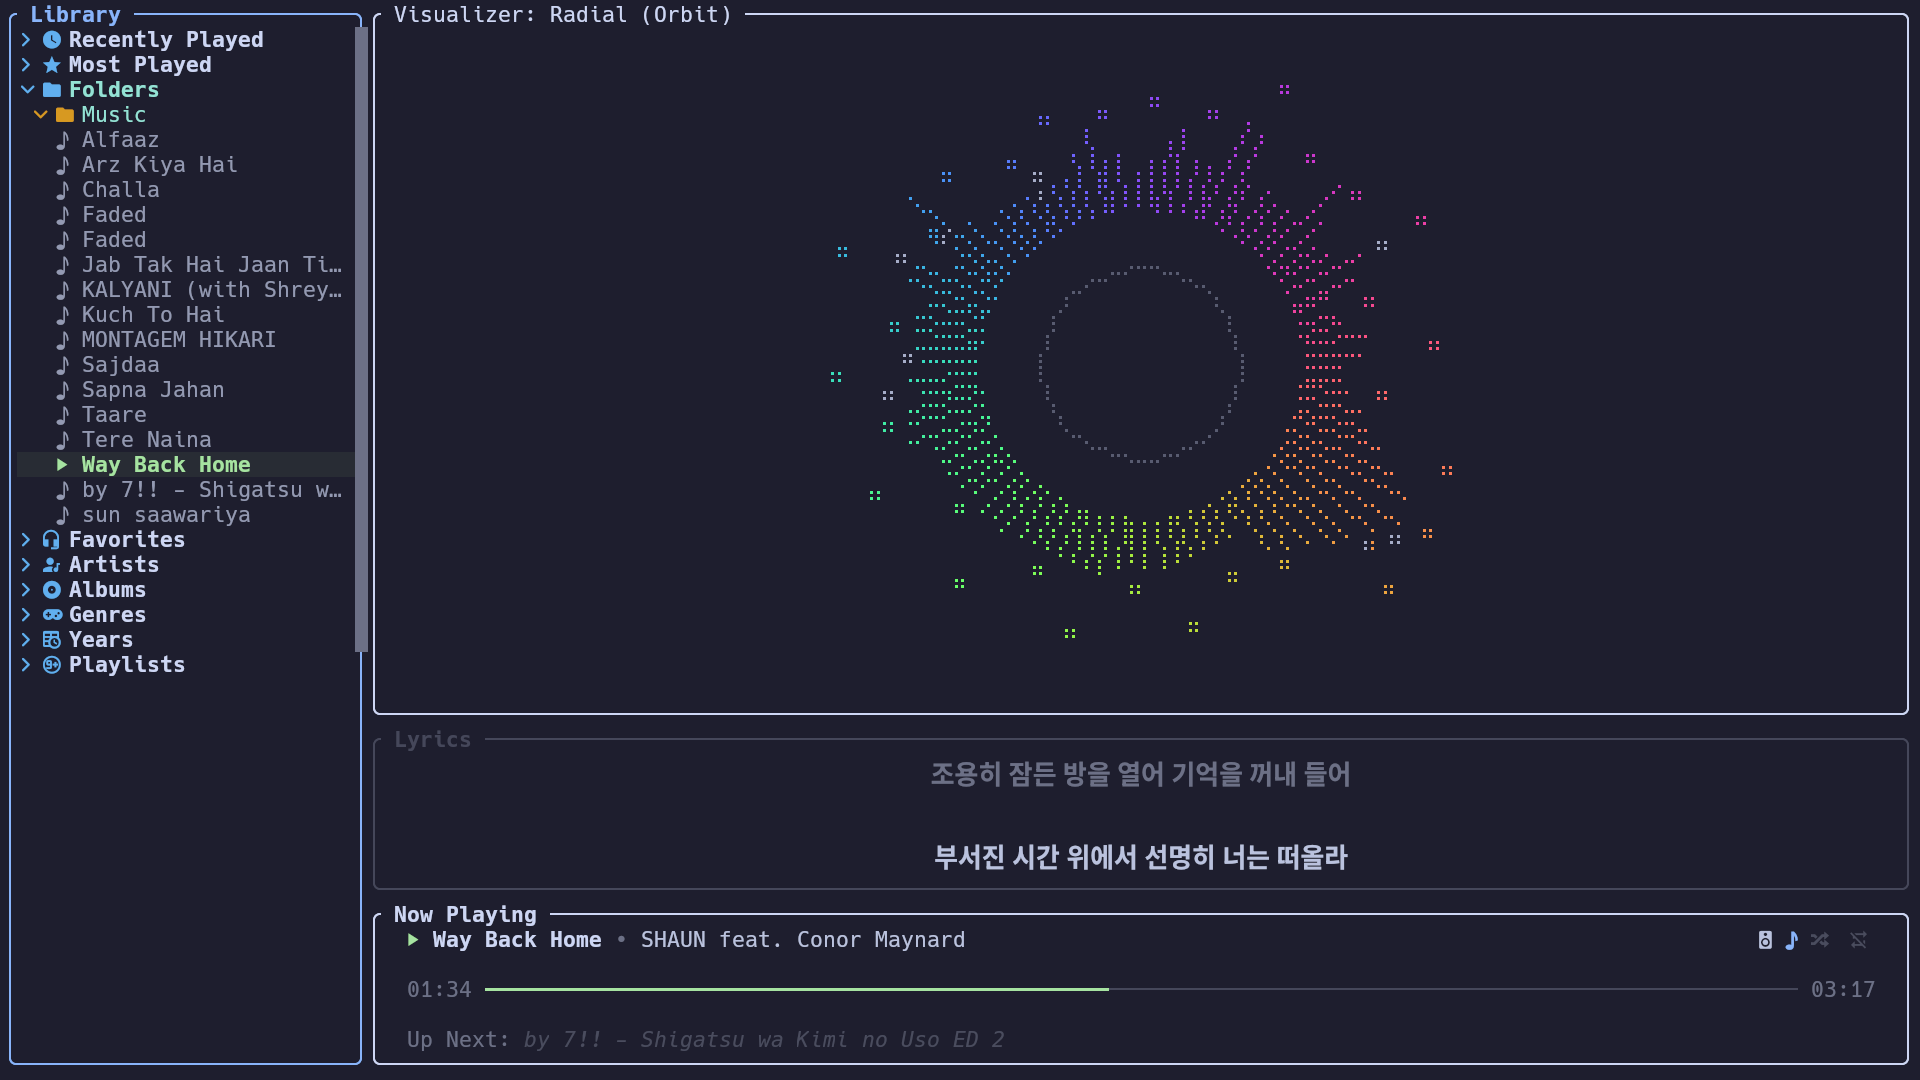 Library
Recently Played
Most Played
Folders
Music
Alfaaz
Arz Kiya Hai
Challa
Faded
Faded
Jab Tak Hai Jaan Ti…
KALYANI (with Shrey…
Kuch To Hai
MONTAGEM HIKARI
Sajdaa
Sapna Jahan
Taare
Tere Naina
Way Back Home
by 7!! – Shigatsu w…
sun saawariya
Favorites
Artists
Albums
Genres
Years
Playlists
Visualizer: Radial (Orbit)
Lyrics
조용히 잠든 방을 열어 기억을 꺼내 들어
부서진 시간 위에서 선명히 너는 떠올라
Now Playing
Way Back Home • SHAUN feat. Conor Maynard
01:34 03:17
Up Next: by 7!! – Shigatsu wa Kimi no Uso ED 2